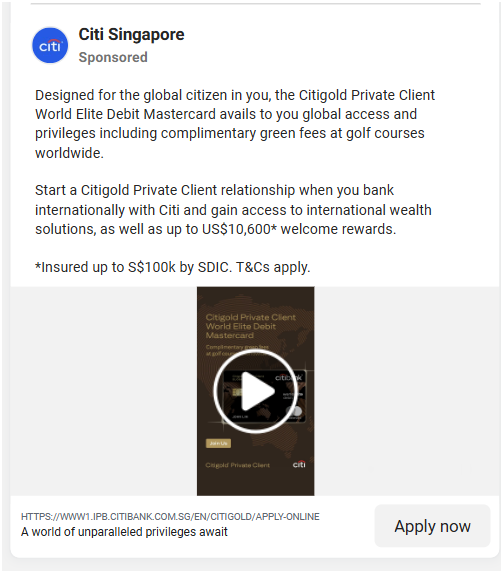 citi
Citi Singapore
Sponsored
Designed for the global citizen in you, the Citigold Private Client
World Elite Debit Mastercard avails to you global access and
privileges including complimentary green fees at golf courses
worldwide.
Start a Citigold Private Client relationship when you bank
internationally with Citi and gain access to international wealth
solutions, as well as up to US$10,600* welcome rewards.
*Insured up to S$100k by SDIC. T&Cs apply.
Citigold Private Client
World Elite Debit
Mastercard
Complimentary green fees
at golf
citibank
Citigold Private Client
citi
HTTPS://WWW1.IPB.CITIBANK.COM.SG/EN/CITIGOLD/APPLY-ONLINE
A world of unparalleled privileges await
Apply now